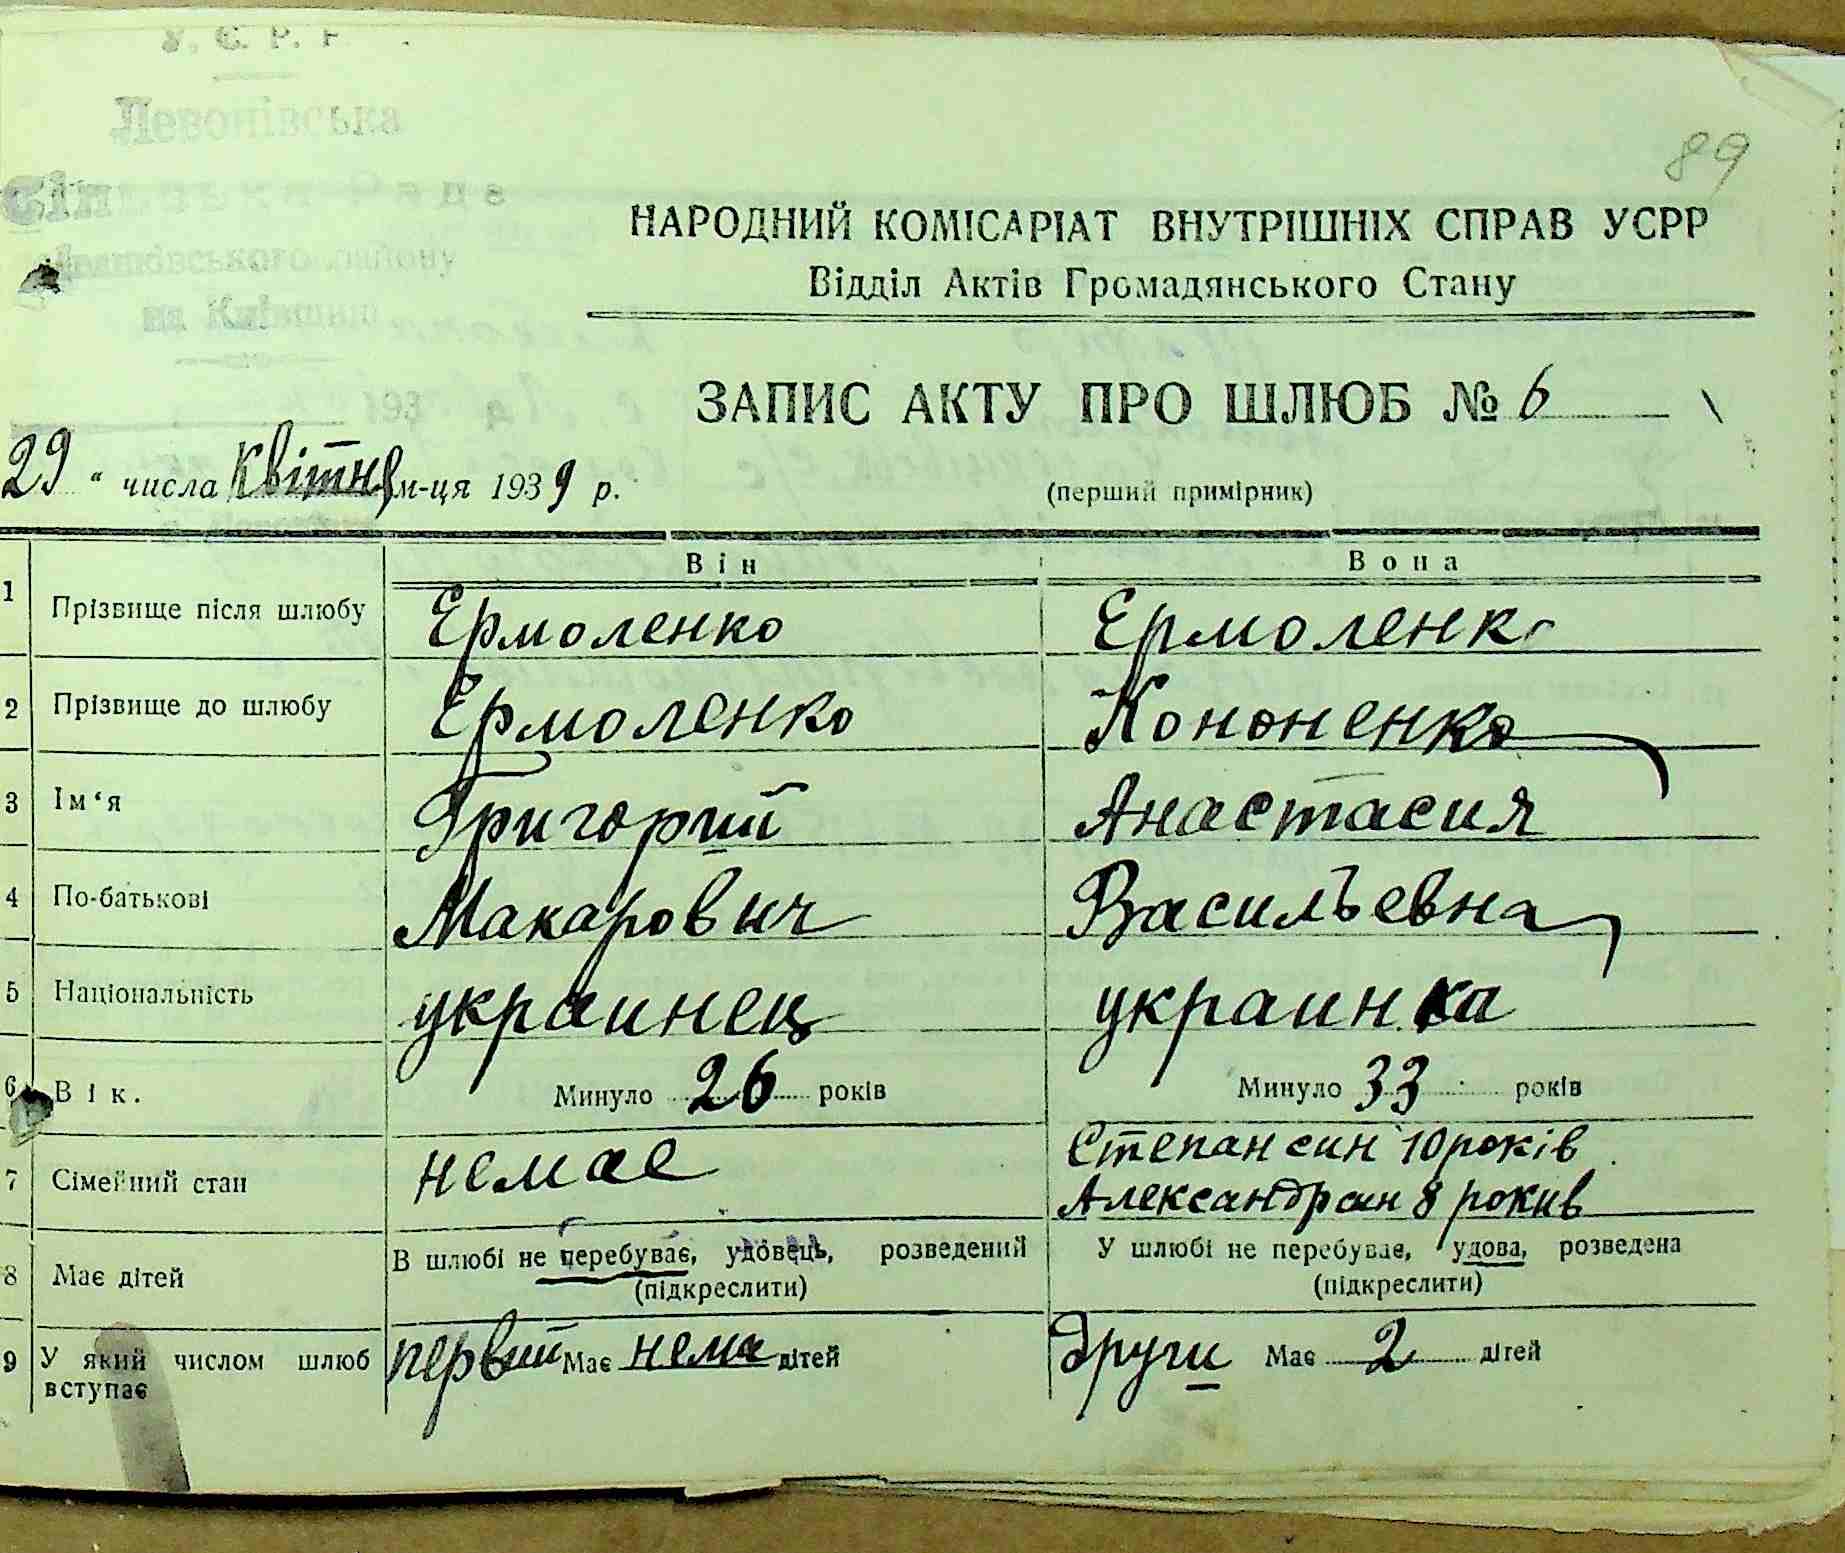 У. С. Р. Р.
Левонівська
Сільська Рада
району
на Київщині
89
НАРОДНИЙ КОМІСАРІАТ ВНУТРІШНІХ СПРАВ УСРР
Відділ Актів Громадянського Стану
ЗАПИС АКТУ ПРО ШЛЮБ № 6
29 " числа Квітня м-ця 1939 р.
(перший примірник)
Він Вона
1 Прізвище після шлюбу Ермоленко Ермоленко
2 Прізвище до шлюбу Ермоленко Кононенко
3 Ім‘я Григорий Анастасия
4 По-батькові Макарович Васильевна
5 Національність украинец украинка
6 Вік. Минуло 26 років Минуло 33 років
7 Сімейний стан немае Степан син 10 років
Александр син 8 рокив
8 Має дітей В шлюбі не перебуває, удовець, розведений У шлюбі не перебуває, удова, розведена
(підкреслити) (підкреслити)
9 У який числом шлюб вступає первий Має нема дітей други Має 2 дітей